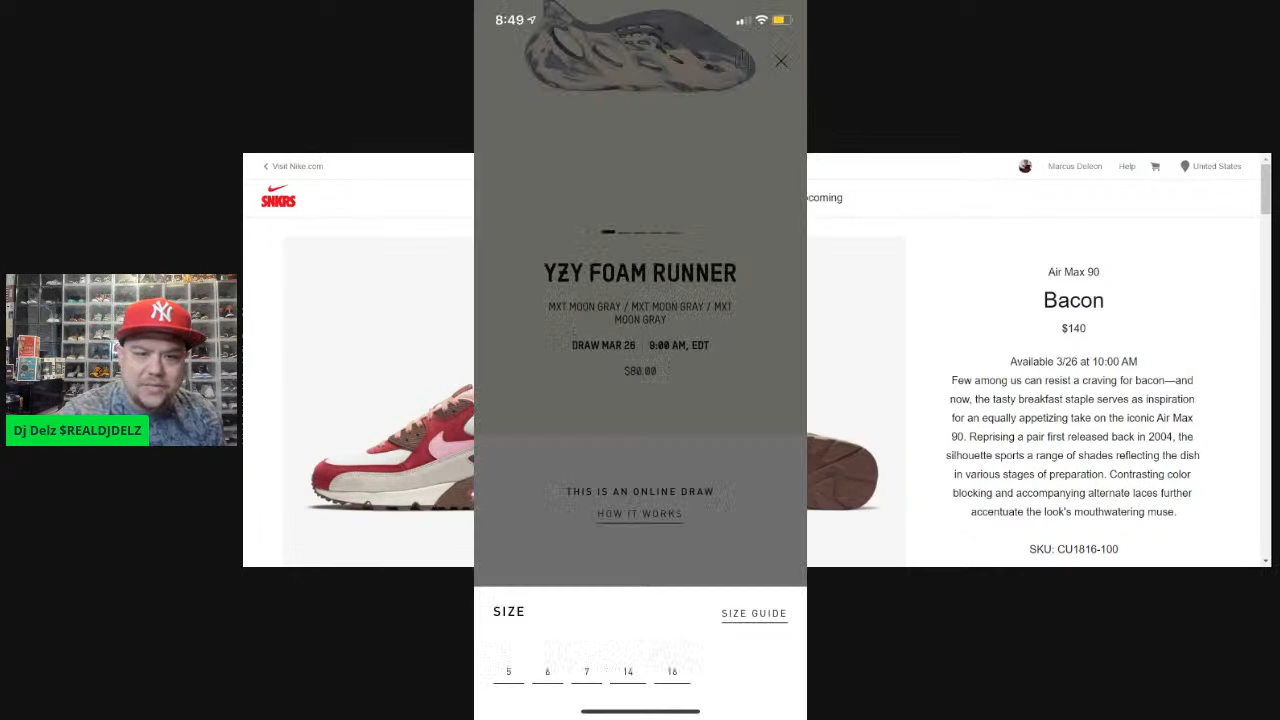 8:49
YZY FOAM RUNNER
MXT MOON GRAY / MXT MOON GRAY / MXT
MOON GRAY
DRAW MAR 26 | 9:00 AM, EDT
$80.00
THIS IS AN ONLINE DRAW
HOW IT WORKS
SIZE
SIZE GUIDE
5 6 7 14 16
Visit Nike.com
SNKRS
Marcus Deleon Help United States
coming
Air Max 90
Bacon
$140
Available 3/26 at 10:00 AM
Few among us can resist a craving for bacon—and
now, the tasty breakfast staple serves as inspiration
for an equally appetizing take on the iconic Air Max
90. Reprising a pair first released back in 2004, the
silhouette sports a range of shades reflecting the dish
in various stages of preparation. Contrasting color
blocking and accompanying alternate laces further
accentuate the look's mouthwatering muse.
SKU: CU1816-100
NY
Dj Delz $REALDJDELZ